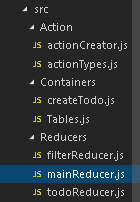 src
Action
JS actionCreator.js
JS actionTypes.js
Containers
JS createTodo.js
JS Tables.js
Reducers
JS filterReducer.js
JS mainReducer.js
JS todoReducer.js